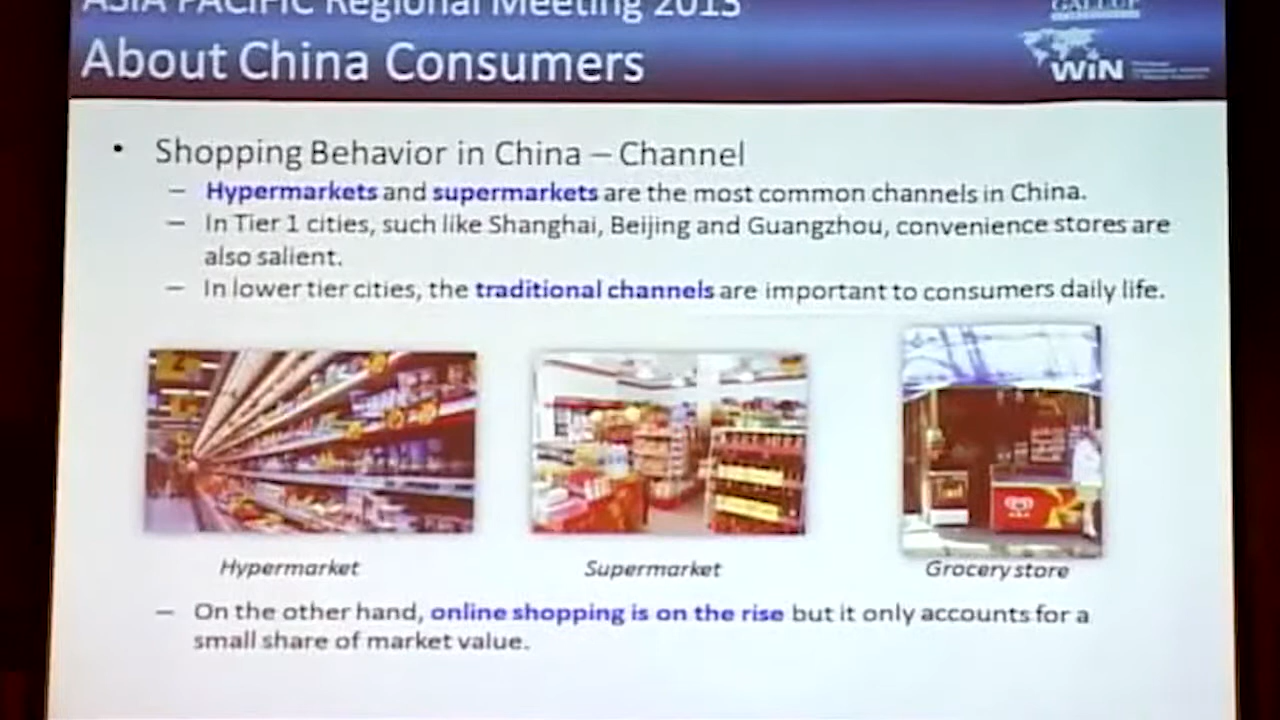 ASIA PACIFIC Regional Meeting 2013
GALLUP
About China Consumers
WiN
• Shopping Behavior in China – Channel
– Hypermarkets and supermarkets are the most common channels in China.
– In Tier 1 cities, such like Shanghai, Beijing and Guangzhou, convenience stores are
also salient.
– In lower tier cities, the traditional channels are important to consumers daily life.
Hypermarket
Supermarket
Grocery store
– On the other hand, online shopping is on the rise but it only accounts for a
small share of market value.